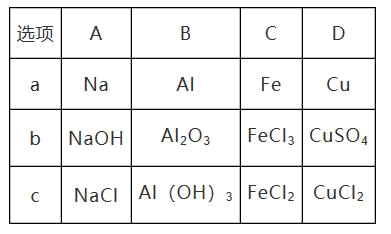 选项 A B C D
a Na Al Fe Cu
b NaOH Al₂O₃ FeCl₃ CuSO₄
c NaCl Al（OH）₃ FeCl₂ CuCl₂